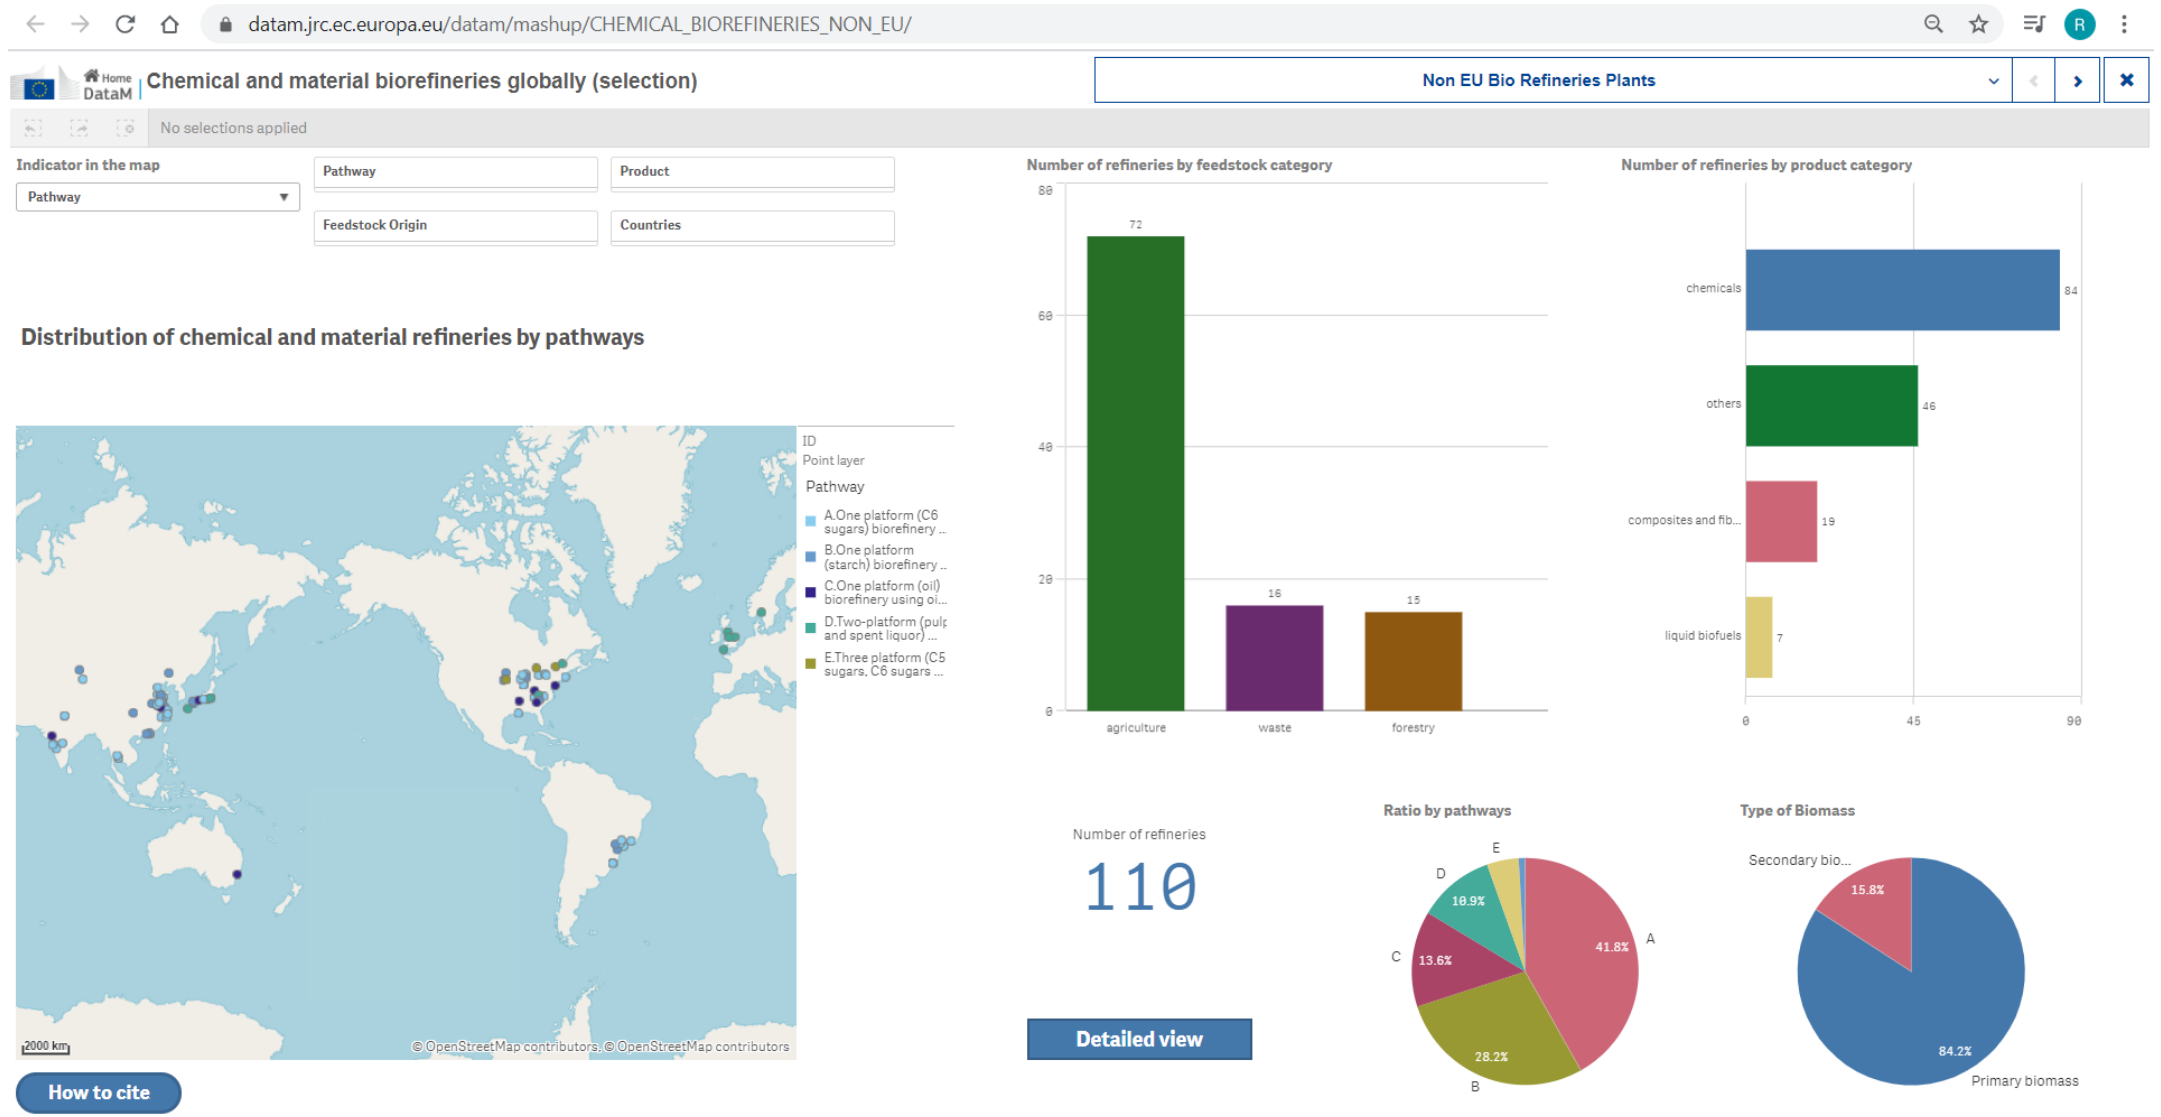 datam.jrc.ec.europa.eu/datam/mashup/CHEMICAL_BIOREFINERIES_NON_EU/
R
Home
DataM
Chemical and material biorefineries globally (selection)
Non EU Bio Refineries Plants
No selections applied
Indicator in the map
Pathway
Pathway
Product
Feedstock Origin
Countries
Distribution of chemical and material refineries by pathways
ID
Point layer
Pathway
A.One platform (C6
sugars) biorefinery ...
B.One platform
(starch) biorefinery ..
C.One platform (oil)
biorefinery using oi...
D.Two-platform (pulp
and spent liquor) ...
E.Three platform (C5
sugars, C6 sugars ...
2000 km
© OpenStreetMap contributors, © OpenStreetMap contributors
How to cite
Number of refineries by feedstock category
80
60
40
20
0
72
16
15
agriculture
waste
forestry
Number of refineries by product category
chemicals
84
others
46
composites and fib...
19
liquid biofuels
7
0
45
90
Number of refineries
110
Detailed view
Ratio by pathways
E
D
10.9%
C
13.6%
41.8%
A
28.2%
B
Type of Biomass
Secondary bio...
15.8%
84.2%
Primary biomass